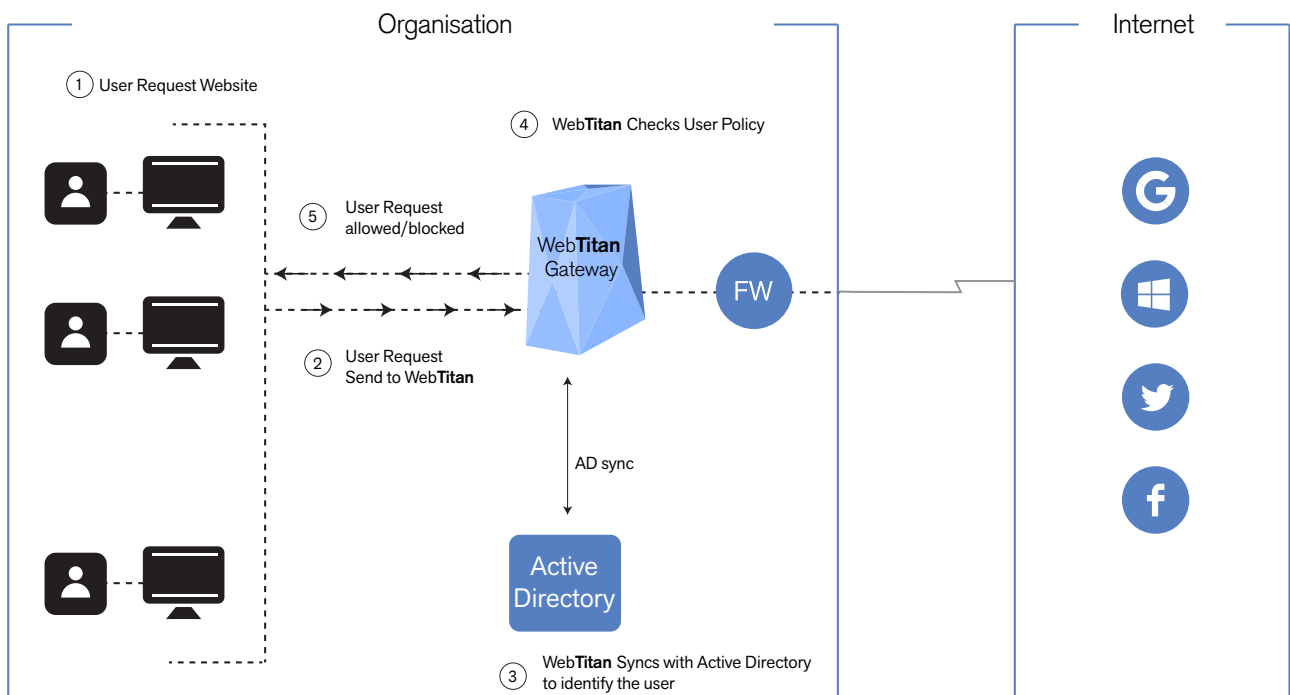 Organisation
Internet
1 User Request Website
4 WebTitan Checks User Policy
5 User Request
allowed/blocked
WebTitan
Gateway
FW
2 User Request
Send to WebTitan
AD sync
Active
Directory
3 WebTitan Syncs with Active Directory
to identify the user